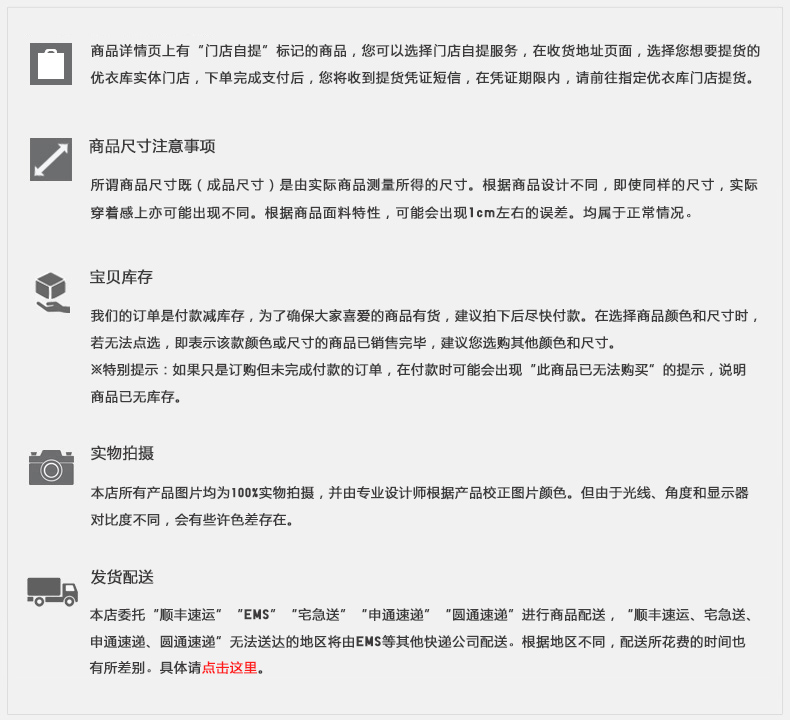 商品详情页上有“门店自提”标记的商品，您可以选择门店自提服务，在收货地址页面，选择您想要提货的
优衣库实体门店，下单完成支付后，您将收到提货凭证短信，在凭证期限内，请前往指定优衣库门店提货。
商品尺寸注意事项
所谓商品尺寸既（成品尺寸）是由实际商品测量所得的尺寸。根据商品设计不同，即使同样的尺寸，实际
穿着感上亦可能出现不同。根据商品面料特性，可能会出现1cm左右的误差。均属于正常情况。
宝贝库存
我们的订单是付款减库存，为了确保大家喜爱的商品有货，建议拍下后尽快付款。在选择商品颜色和尺寸时，
若无法点选，即表示该款颜色或尺寸的商品已销售完毕，建议您选购其他颜色和尺寸。
※特别提示：如果只是订购但未完成付款的订单，在付款时可能会出现“此商品已无法购买”的提示，说明
商品已无库存。
实物拍摄
本店所有产品图片均为100%实物拍摄，并由专业设计师根据产品校正图片颜色。但由于光线、角度和显示器
对比度不同，会有些许色差存在。
发货配送
本店委托“顺丰速运”“EMS”“宅急送”“申通速递”“圆通速递”进行商品配送，“顺丰速运、宅急送、
申通速递、圆通速递”无法送达的地区将由EMS等其他快递公司配送。根据地区不同，配送所花费的时间也
有所差别。具体请点击这里。